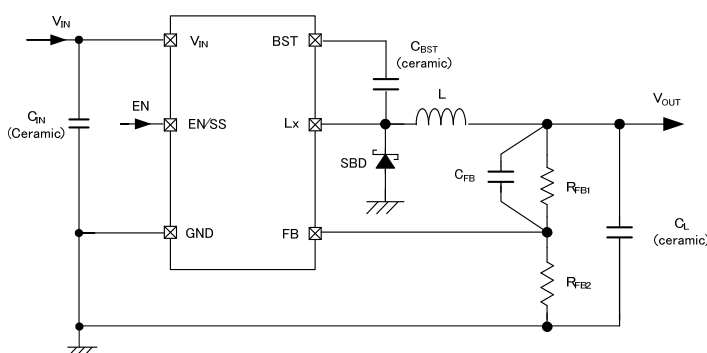 VIN
VIN
BST
CBST
(ceramic)
L
VOUT
CIN
(Ceramic)
EN
EN/SS
Lx
SBD
CFB
RFB1
GND
FB
CL
(ceramic)
RFB2